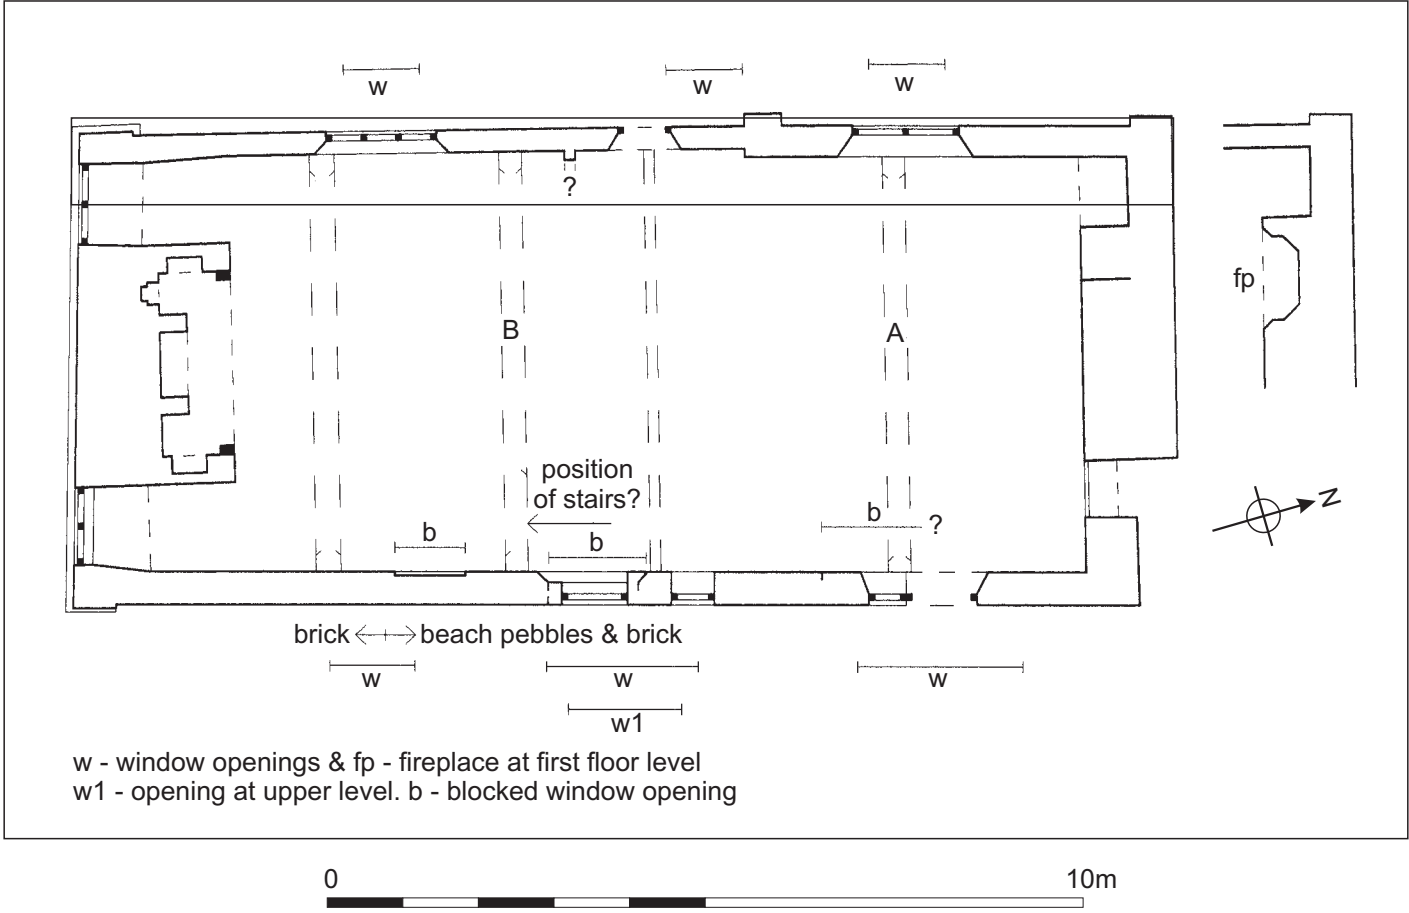 w w w
?
fp
B A
position
of stairs?
b ?
b b
N
brick beach pebbles & brick
w w w
w1
w - window openings & fp - fireplace at first floor level
w1 - opening at upper level. b - blocked window opening
0 10m